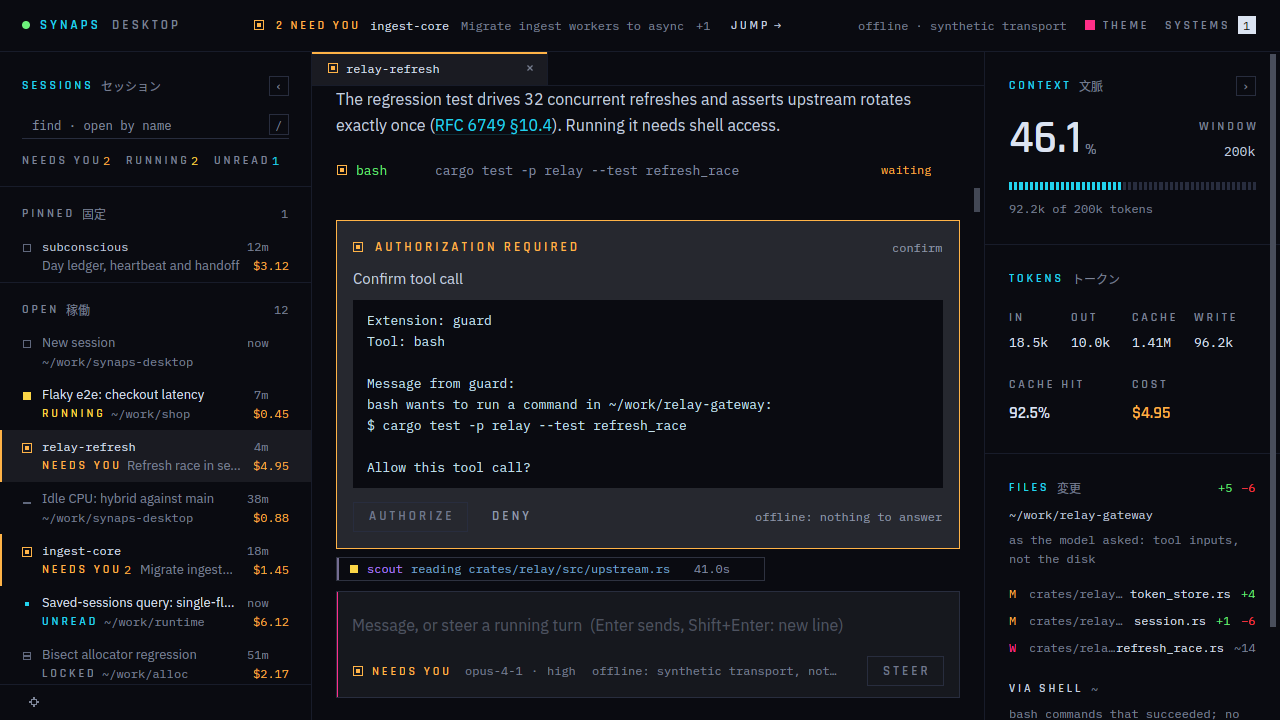 SYNAPS DESKTOP
2 NEED YOU ingest-core Migrate ingest workers to async +1 JUMP →
offline · synthetic transport THEME SYSTEMS 1
SESSIONS セッション ‹
find · open by name /
NEEDS YOU 2 RUNNING 2 UNREAD 1
PINNED 固定 1
subconscious 12m
Day ledger, heartbeat and handoff $3.12
OPEN 稼働 12
New session now
~/work/synaps-desktop
Flaky e2e: checkout latency 7m
RUNNING ~/work/shop $0.45
relay-refresh 4m
NEEDS YOU Refresh race in se… $4.95
Idle CPU: hybrid against main 38m
~/work/synaps-desktop $0.88
ingest-core 18m
NEEDS YOU 2 Migrate ingest… $1.45
Saved-sessions query: single-fl… now
UNREAD ~/work/runtime $6.12
Bisect allocator regression 51m
LOCKED ~/work/alloc $2.17
relay-refresh ×
The regression test drives 32 concurrent refreshes and asserts upstream rotates
exactly once (RFC 6749 §10.4). Running it needs shell access.
bash cargo test -p relay --test refresh_race waiting
AUTHORIZATION REQUIRED confirm
Confirm tool call
Extension: guard
Tool: bash
Message from guard:
bash wants to run a command in ~/work/relay-gateway:
$ cargo test -p relay --test refresh_race
Allow this tool call?
AUTHORIZE DENY offline: nothing to answer
scout reading crates/relay/src/upstream.rs 41.0s
Message, or steer a running turn (Enter sends, Shift+Enter: new line)
NEEDS YOU opus-4-1 · high offline: synthetic transport, not… STEER
CONTEXT 文脈 ›
46.1 % WINDOW
200k
92.2k of 200k tokens
TOKENS トークン
IN OUT CACHE WRITE
18.5k 10.0k 1.41M 96.2k
CACHE HIT COST
92.5% $4.95
FILES 変更 +5 −6
~/work/relay-gateway
as the model asked: tool inputs,
not the disk
M crates/relay… token_store.rs +4
M crates/relay… session.rs +1 −6
W crates/rela…refresh_race.rs ~14
VIA SHELL ~
bash commands that succeeded; no